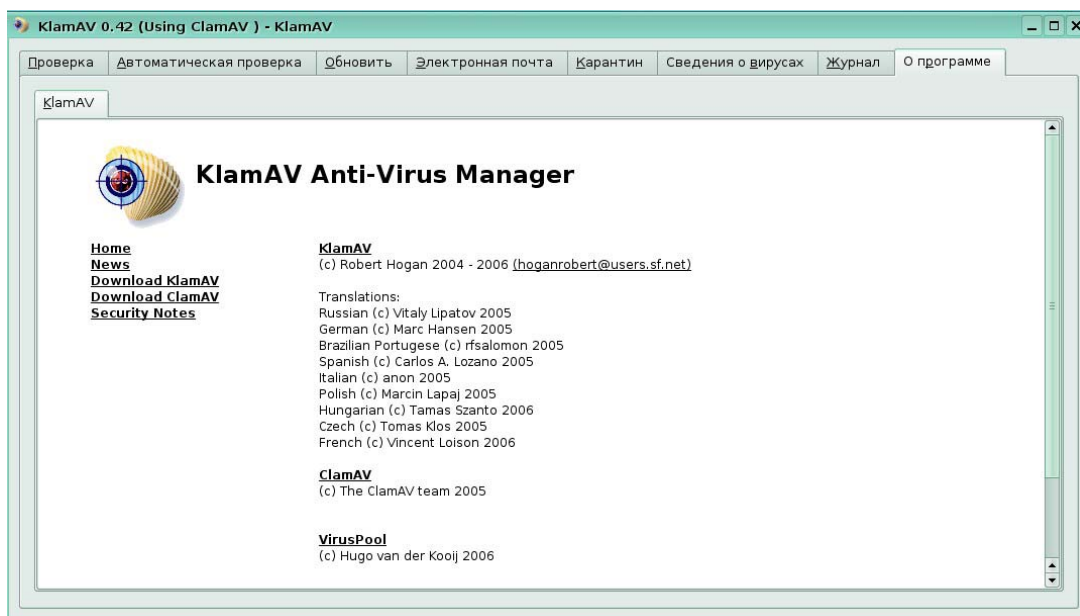 KlamAV 0.42 (Using ClamAV ) - KlamAV
Проверка Автоматическая проверка Обновить Электронная почта Карантин Сведения о вирусах Журнал О программе
KlamAV
KlamAV Anti-Virus Manager
Home
News
Download KlamAV
Download ClamAV
Security Notes
KlamAV
(c) Robert Hogan 2004 - 2006 (hoganrobert@users.sf.net)
Translations:
Russian (c) Vitaly Lipatov 2005
German (c) Marc Hansen 2005
Brazilian Portugese (c) rfsalomon 2005
Spanish (c) Carlos A. Lozano 2005
Italian (c) anon 2005
Polish (c) Marcin Lapaj 2005
Hungarian (c) Tamas Szanto 2006
Czech (c) Tomas Klos 2005
French (c) Vincent Loison 2006
ClamAV
(c) The ClamAV team 2005
VirusPool
(c) Hugo van der Kooij 2006